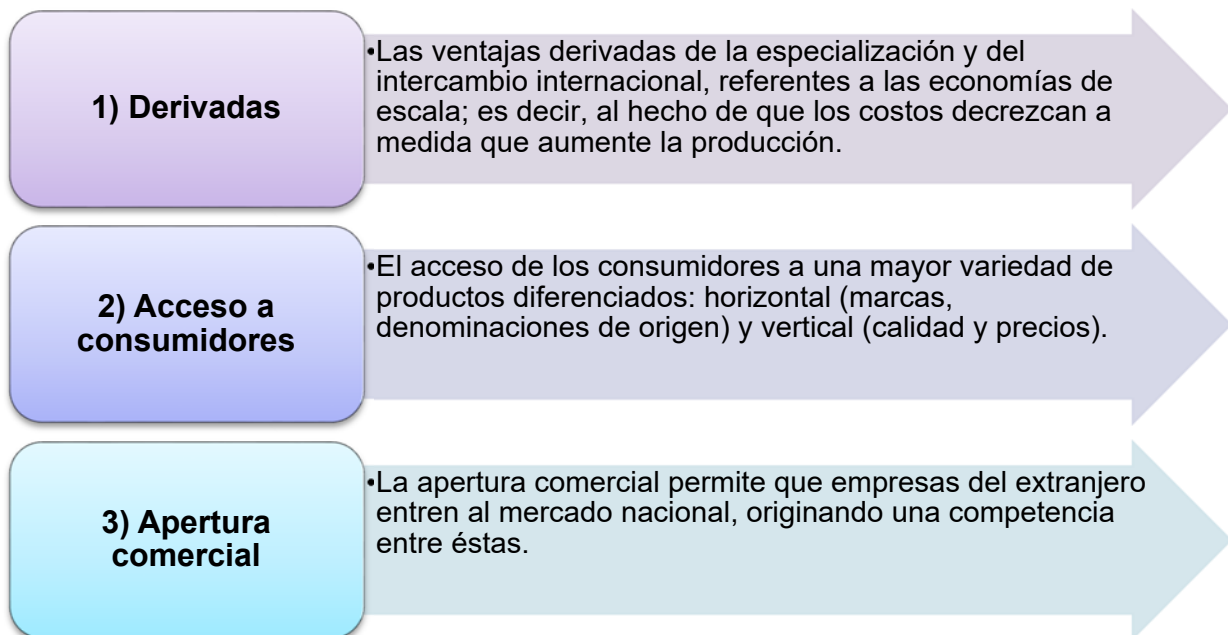 1) Derivadas
•Las ventajas derivadas de la especialización y del
intercambio internacional, referentes a las economías de
escala; es decir, al hecho de que los costos decrezcan a
medida que aumente la producción.
2) Acceso a
consumidores
•El acceso de los consumidores a una mayor variedad de
productos diferenciados: horizontal (marcas,
denominaciones de origen) y vertical (calidad y precios).
3) Apertura
comercial
•La apertura comercial permite que empresas del extranjero
entren al mercado nacional, originando una competencia
entre éstas.